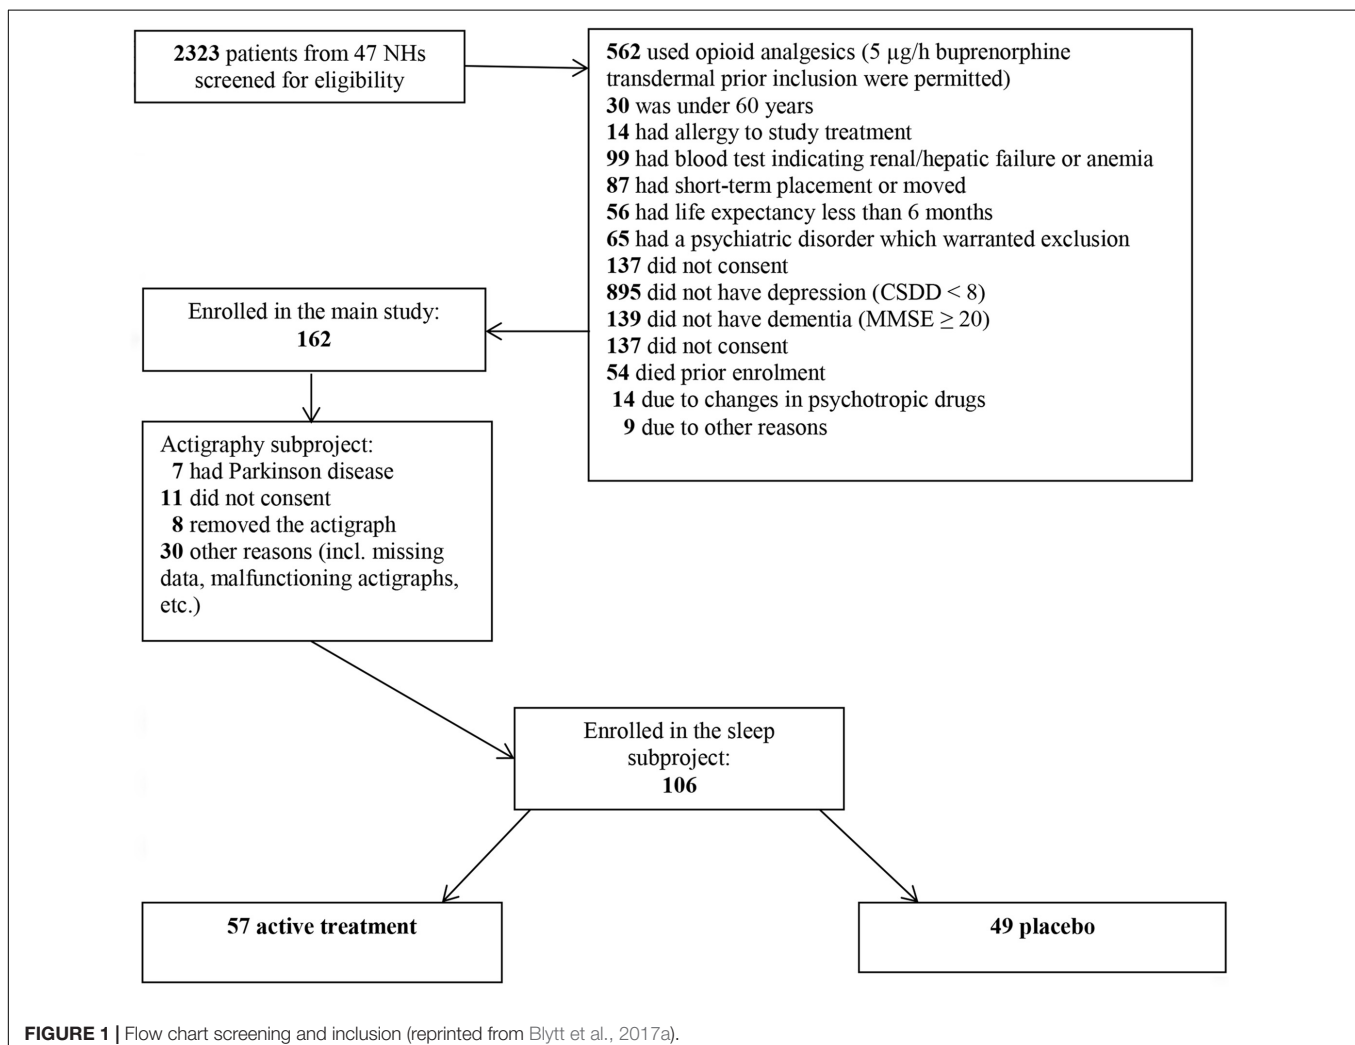 2323 patients from 47 NHs
screened for eligibility
562 used opioid analgesics (5 µg/h buprenorphine
transdermal prior inclusion were permitted)
30 was under 60 years
14 had allergy to study treatment
99 had blood test indicating renal/hepatic failure or anemia
87 had short-term placement or moved
56 had life expectancy less than 6 months
65 had a psychiatric disorder which warranted exclusion
137 did not consent
895 did not have depression (CSDD < 8)
139 did not have dementia (MMSE ≥ 20)
137 did not consent
54 died prior enrolment
14 due to changes in psychotropic drugs
9 due to other reasons
Enrolled in the main study:
162
Actigraphy subproject:
7 had Parkinson disease
11 did not consent
8 removed the actigraph
30 other reasons (incl. missing
data, malfunctioning actigraphs,
etc.)
Enrolled in the sleep
subproject:
106
57 active treatment
49 placebo
FIGURE 1 | Flow chart screening and inclusion (reprinted from Blytt et al., 2017a).